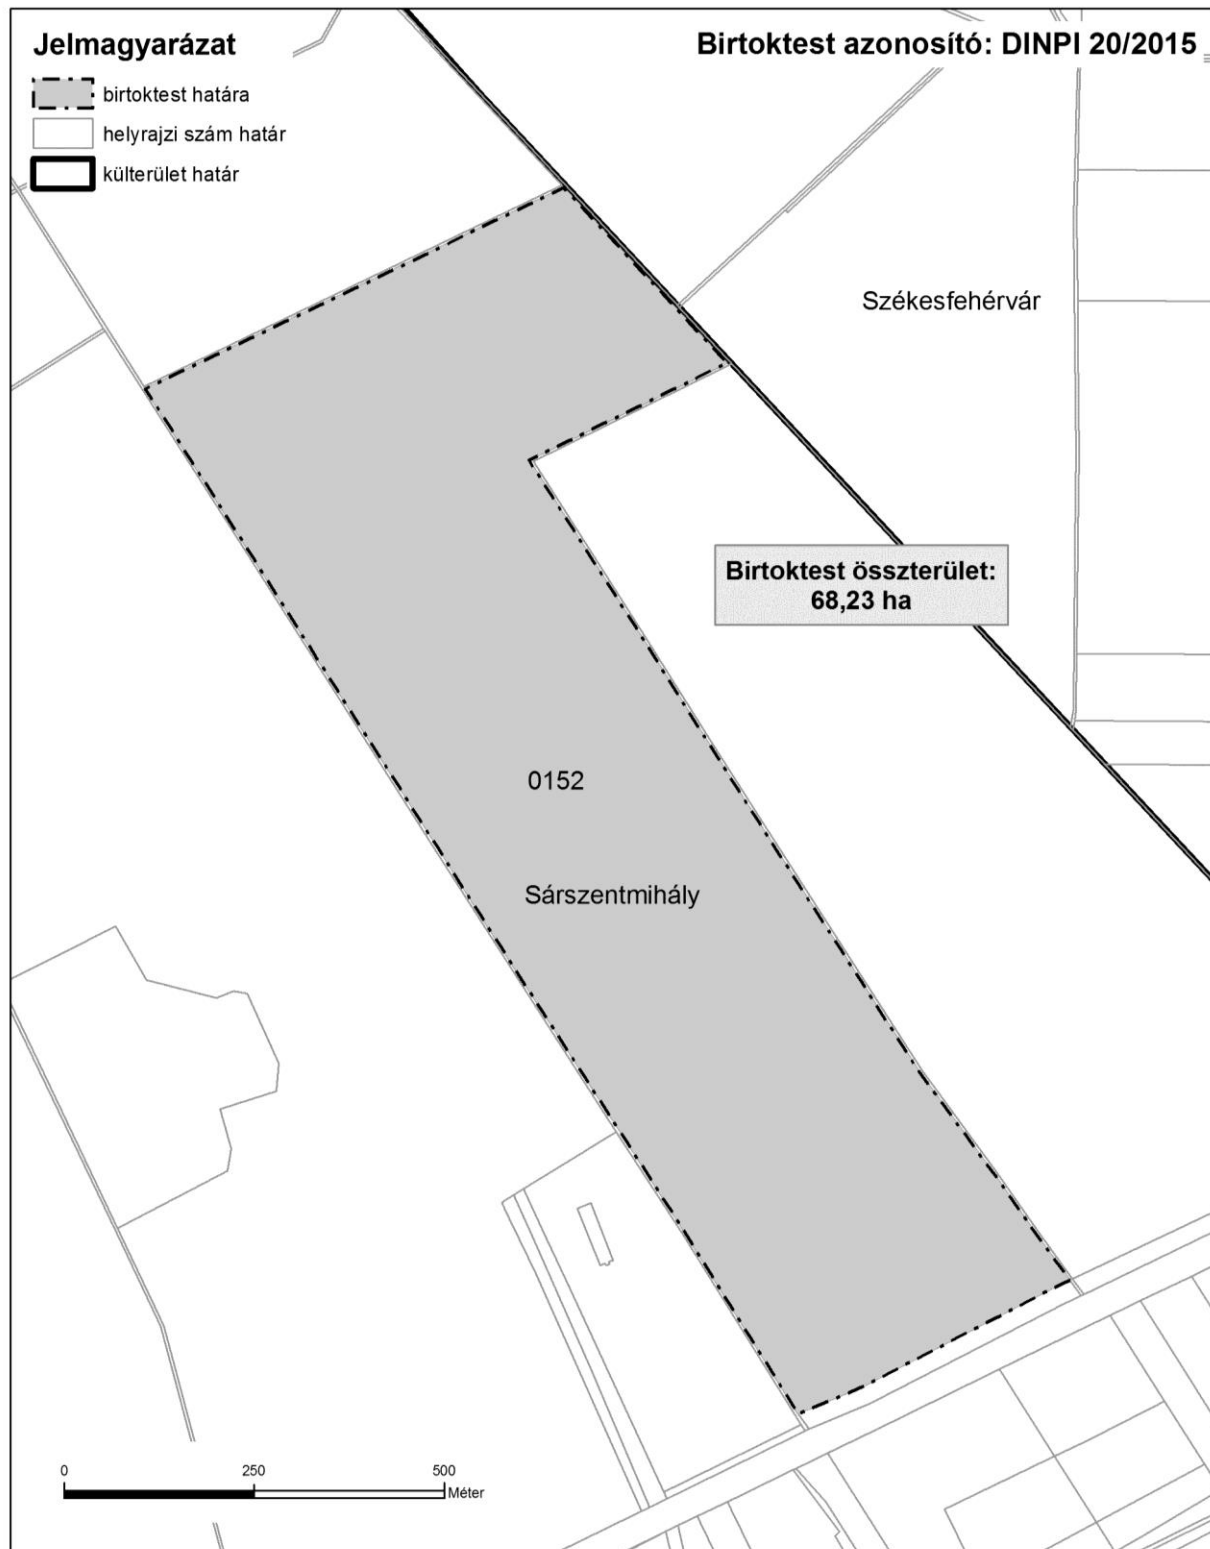 Jelmagyarázat
birtoktest határa
helyrajzi szám határ
külterület határ
Birtoktest azonosító: DINPI 20/2015
Székesfehérvár
Birtoktest összterület:
68,23 ha
0152
Sárszentmihály
0 250 500
Méter